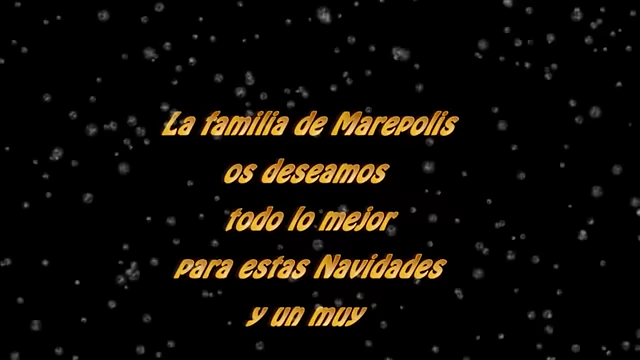 La familia de Marepolis
os deseamos
todo lo mejor
para estas Navidades
y un muy